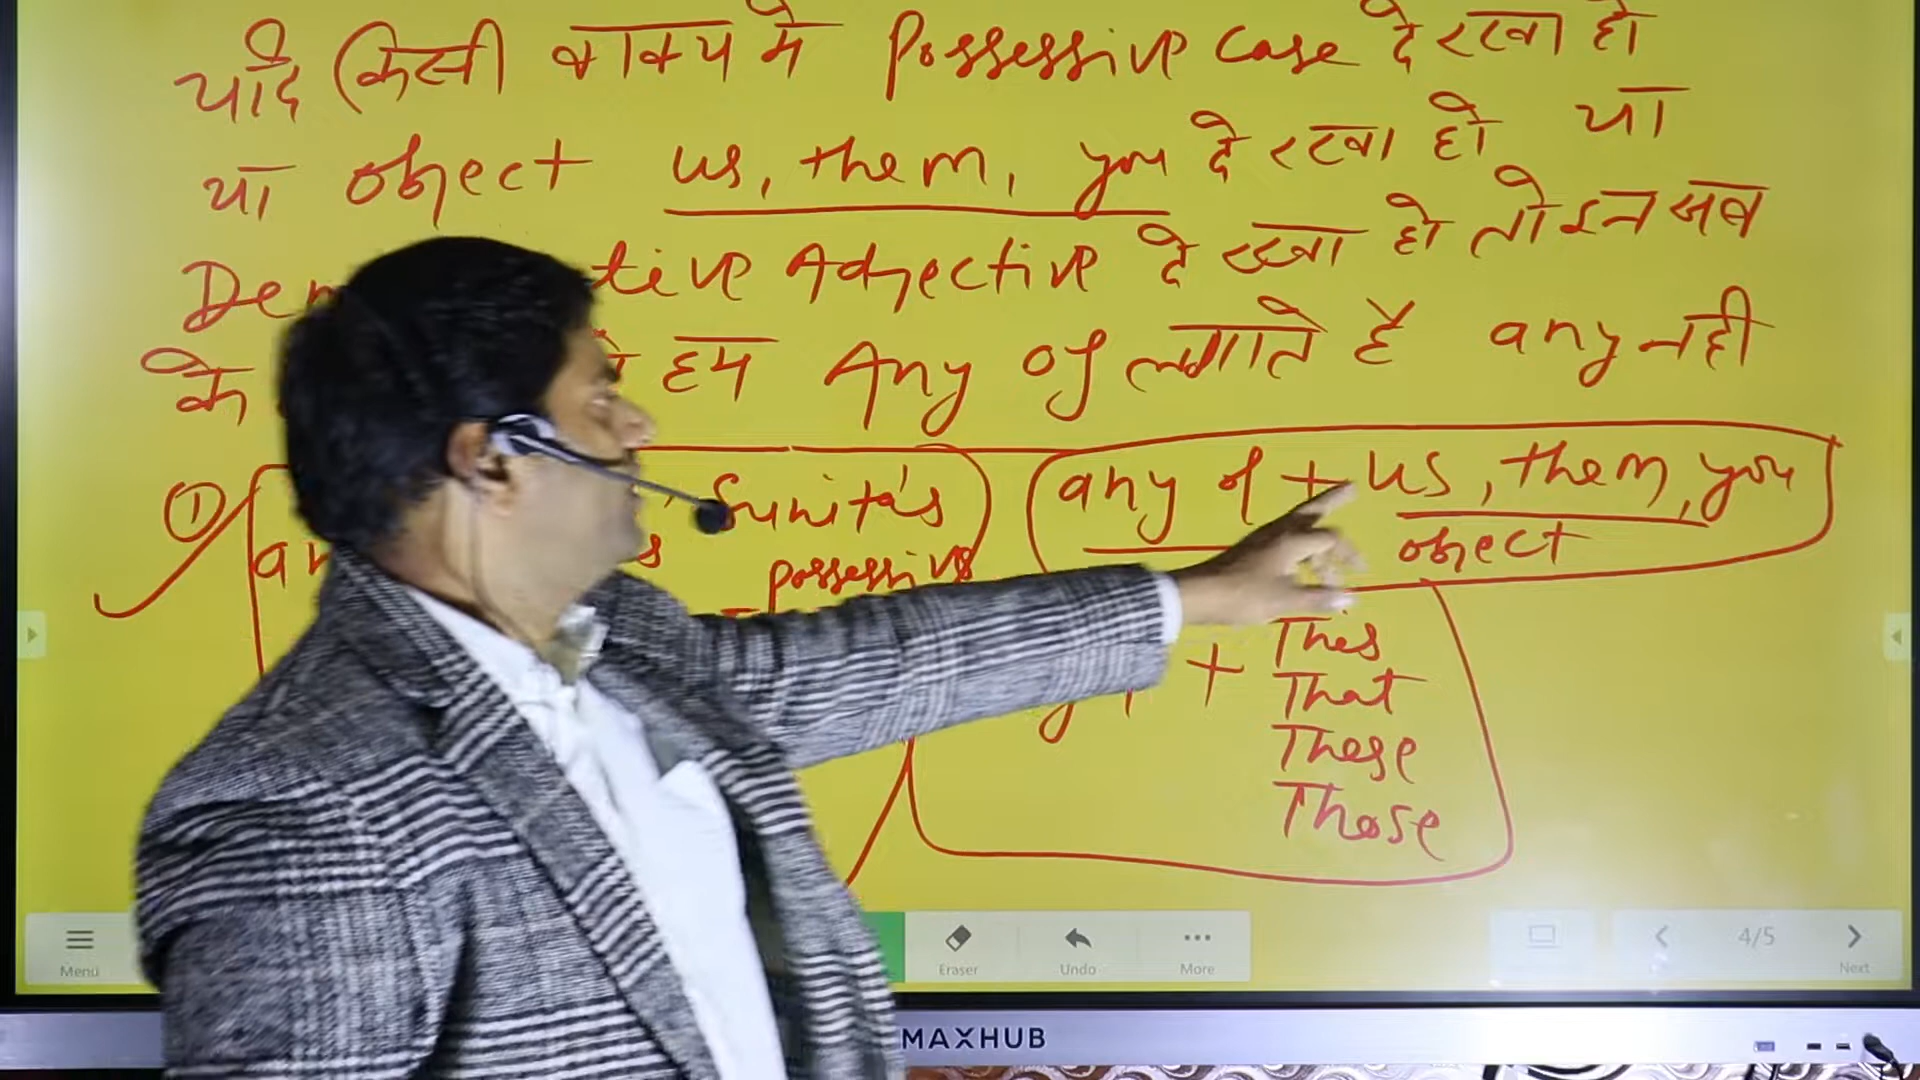 यदि किसी वाक्य मे Possessive Case दे रखा हो
या object us, them, you दे रखा हो या
Adjective दे रखा हो तो इन सब
के हम Any of लगाते है any नही
① Sunita's
possessive
any of + us, them, you
object
+ This
That
These
Those
Menu Eraser Undo More 4/5 Next
MAXHUB